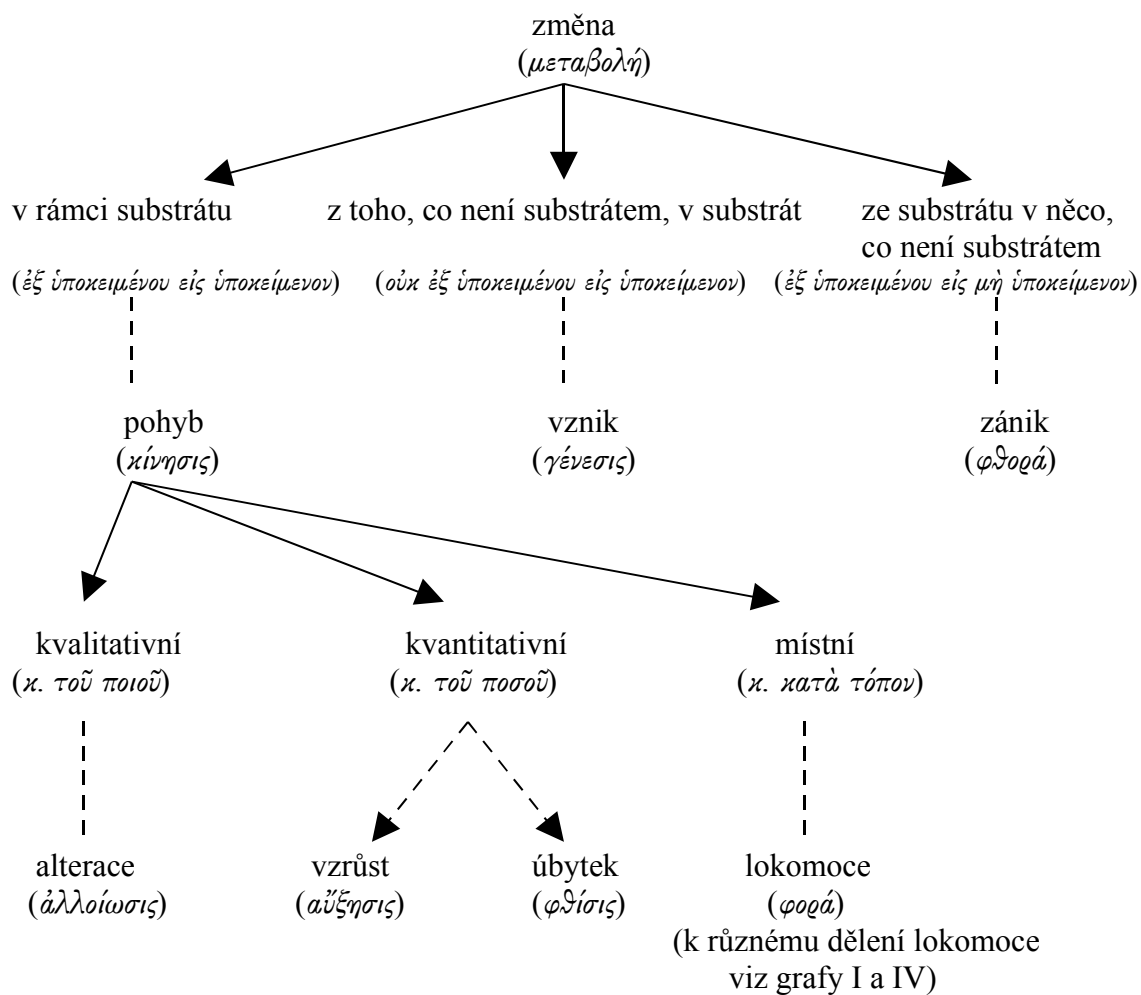 změna
(μεταβολή)
v rámci substrátu
z toho, co není substrátem, v substrát
ze substrátu v něco,
co není substrátem
(ἐξ ὑποκειμένου εἰς ὑποκείμενον)
(οὐκ ἐξ ὑποκειμένου εἰς ὑποκείμενον)
(ἐξ ὑποκειμένου εἰς μὴ ὑποκείμενον)
pohyb
(κίνησις)
vznik
(γένεσις)
zánik
(φϑορά)
kvalitativní
(κ. τοῦ ποιοῦ)
kvantitativní
(κ. τοῦ ποσοῦ)
místní
(κ. κατὰ τόπον)
alterace
(ἀλλοίωσις)
vzrůst
(αὔξησις)
úbytek
(φϑίσις)
lokomoce
(φορά)
(k různému dělení lokomoce
viz grafy I a IV)